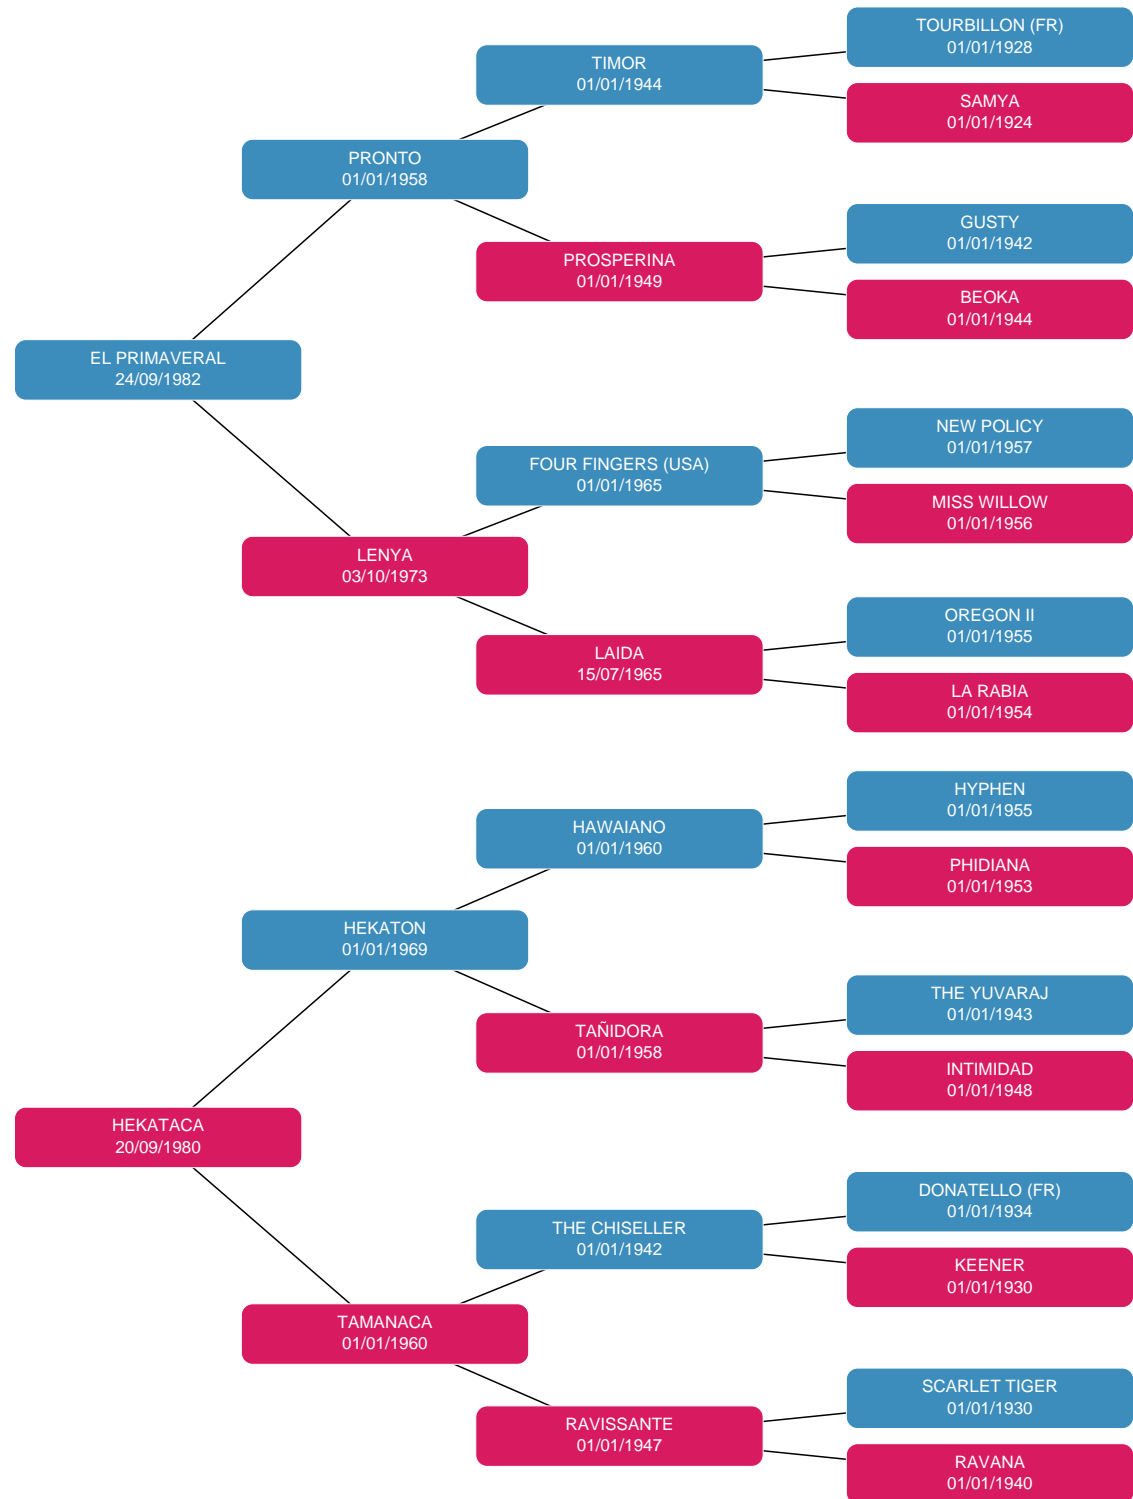 TOURBILLON (FR)
01/01/1928
TIMOR
01/01/1944
SAMYA
01/01/1924
PRONTO
01/01/1958
GUSTY
01/01/1942
PROSPERINA
01/01/1949
BEOKA
01/01/1944
EL PRIMAVERAL
24/09/1982
NEW POLICY
01/01/1957
FOUR FINGERS (USA)
01/01/1965
MISS WILLOW
01/01/1956
LENYA
03/10/1973
OREGON II
01/01/1955
LAIDA
15/07/1965
LA RABIA
01/01/1954
HYPHEN
01/01/1955
HAWAIANO
01/01/1960
PHIDIANA
01/01/1953
HEKATON
01/01/1969
THE YUVARAJ
01/01/1943
TAÑIDORA
01/01/1958
INTIMIDAD
01/01/1948
HEKATACA
20/09/1980
DONATELLO (FR)
01/01/1934
THE CHISELLER
01/01/1942
KEENER
01/01/1930
TAMANACA
01/01/1960
SCARLET TIGER
01/01/1930
RAVISSANTE
01/01/1947
RAVANA
01/01/1940